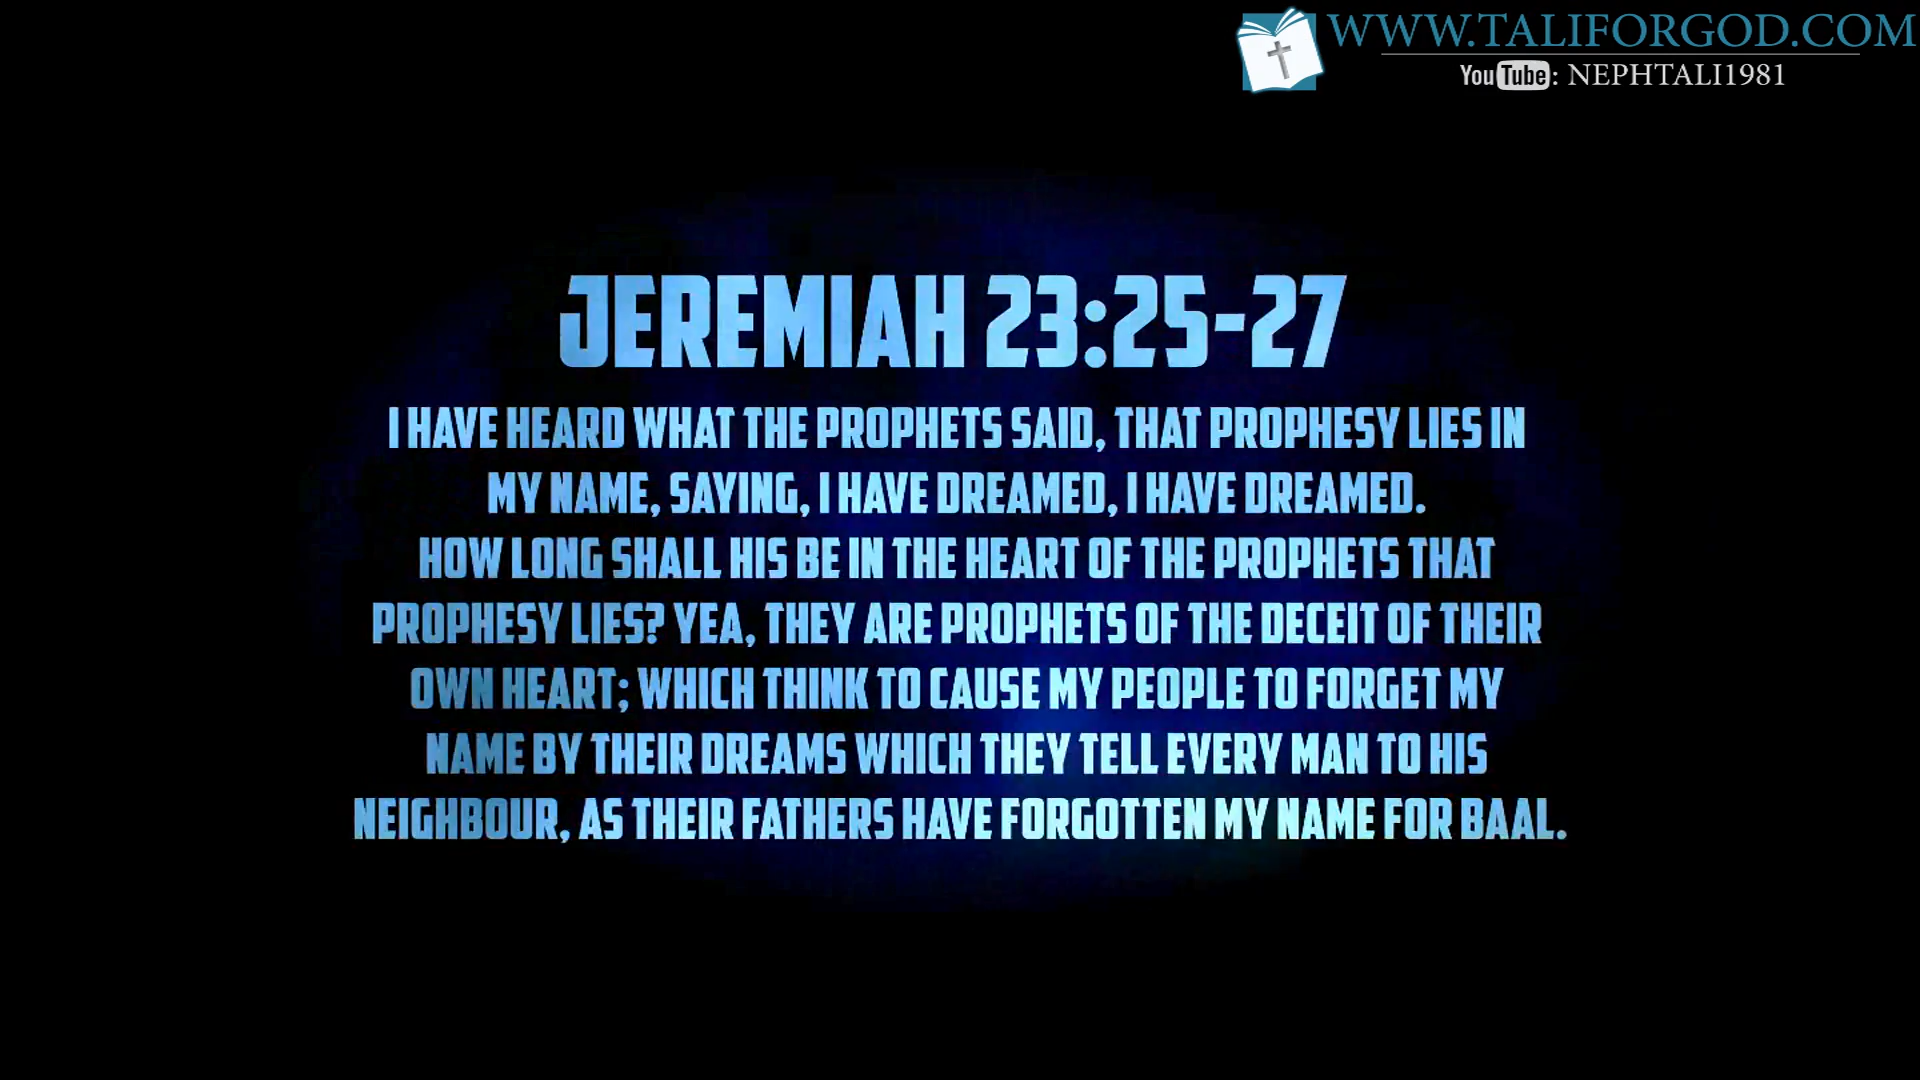 WWW.TALIFORGOD.COM
YouTube: NEPHTALI1981
JEREMIAH 23:25-27
I HAVE HEARD WHAT THE PROPHETS SAID, THAT PROPHESY LIES IN
MY NAME, SAYING, I HAVE DREAMED, I HAVE DREAMED.
HOW LONG SHALL HIS BE IN THE HEART OF THE PROPHETS THAT
PROPHESY LIES? YEA, THEY ARE PROPHETS OF THE DECEIT OF THEIR
OWN HEART; WHICH THINK TO CAUSE MY PEOPLE TO FORGET MY
NAME BY THEIR DREAMS WHICH THEY TELL EVERY MAN TO HIS
NEIGHBOUR, AS THEIR FATHERS HAVE FORGOTTEN MY NAME FOR BAAL.